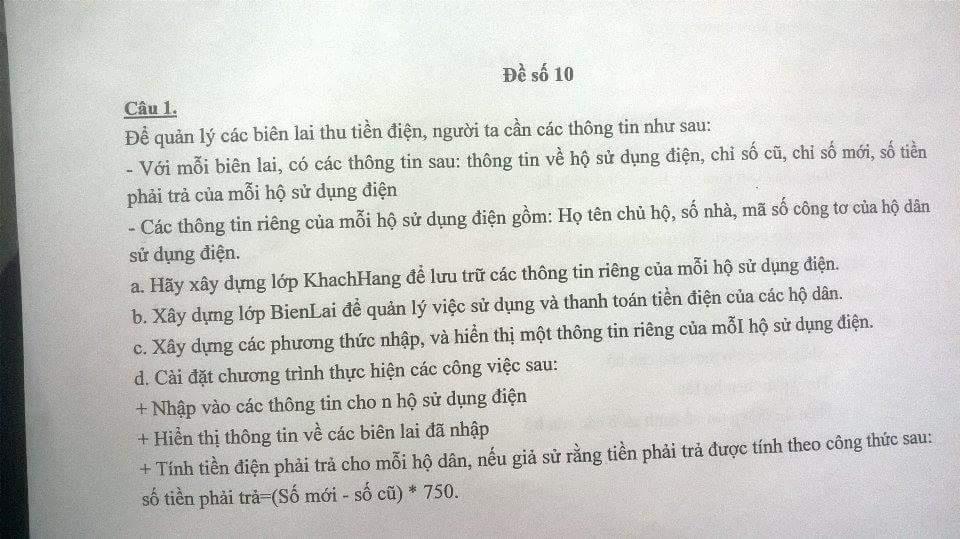 Đề số 10
Câu 1.
Để quản lý các biên lai thu tiền điện, người ta cần các thông tin như sau:
- Với mỗi biên lai, có các thông tin sau: thông tin về hộ sử dụng điện, chỉ số cũ, chỉ số mới, số tiền
phải trả của mỗi hộ sử dụng điện
- Các thông tin riêng của mỗi hộ sử dụng điện gồm: Họ tên chủ hộ, số nhà, mã số công tơ của hộ dân
sử dụng điện.
a. Hãy xây dựng lớp KhachHang để lưu trữ các thông tin riêng của mỗi hộ sử dụng điện.
b. Xây dựng lớp BienLai để quản lý việc sử dụng và thanh toán tiền điện của các hộ dân.
c. Xây dựng các phương thức nhập, và hiển thị một thông tin riêng của mỗI hộ sử dụng điện.
d. Cài đặt chương trình thực hiện các công việc sau:
+ Nhập vào các thông tin cho n hộ sử dụng điện
+ Hiển thị thông tin về các biên lai đã nhập
+ Tính tiền điện phải trả cho mỗi hộ dân, nếu giả sử rằng tiền phải trả được tính theo công thức sau:
số tiền phải trả=(Số mới - số cũ) * 750.